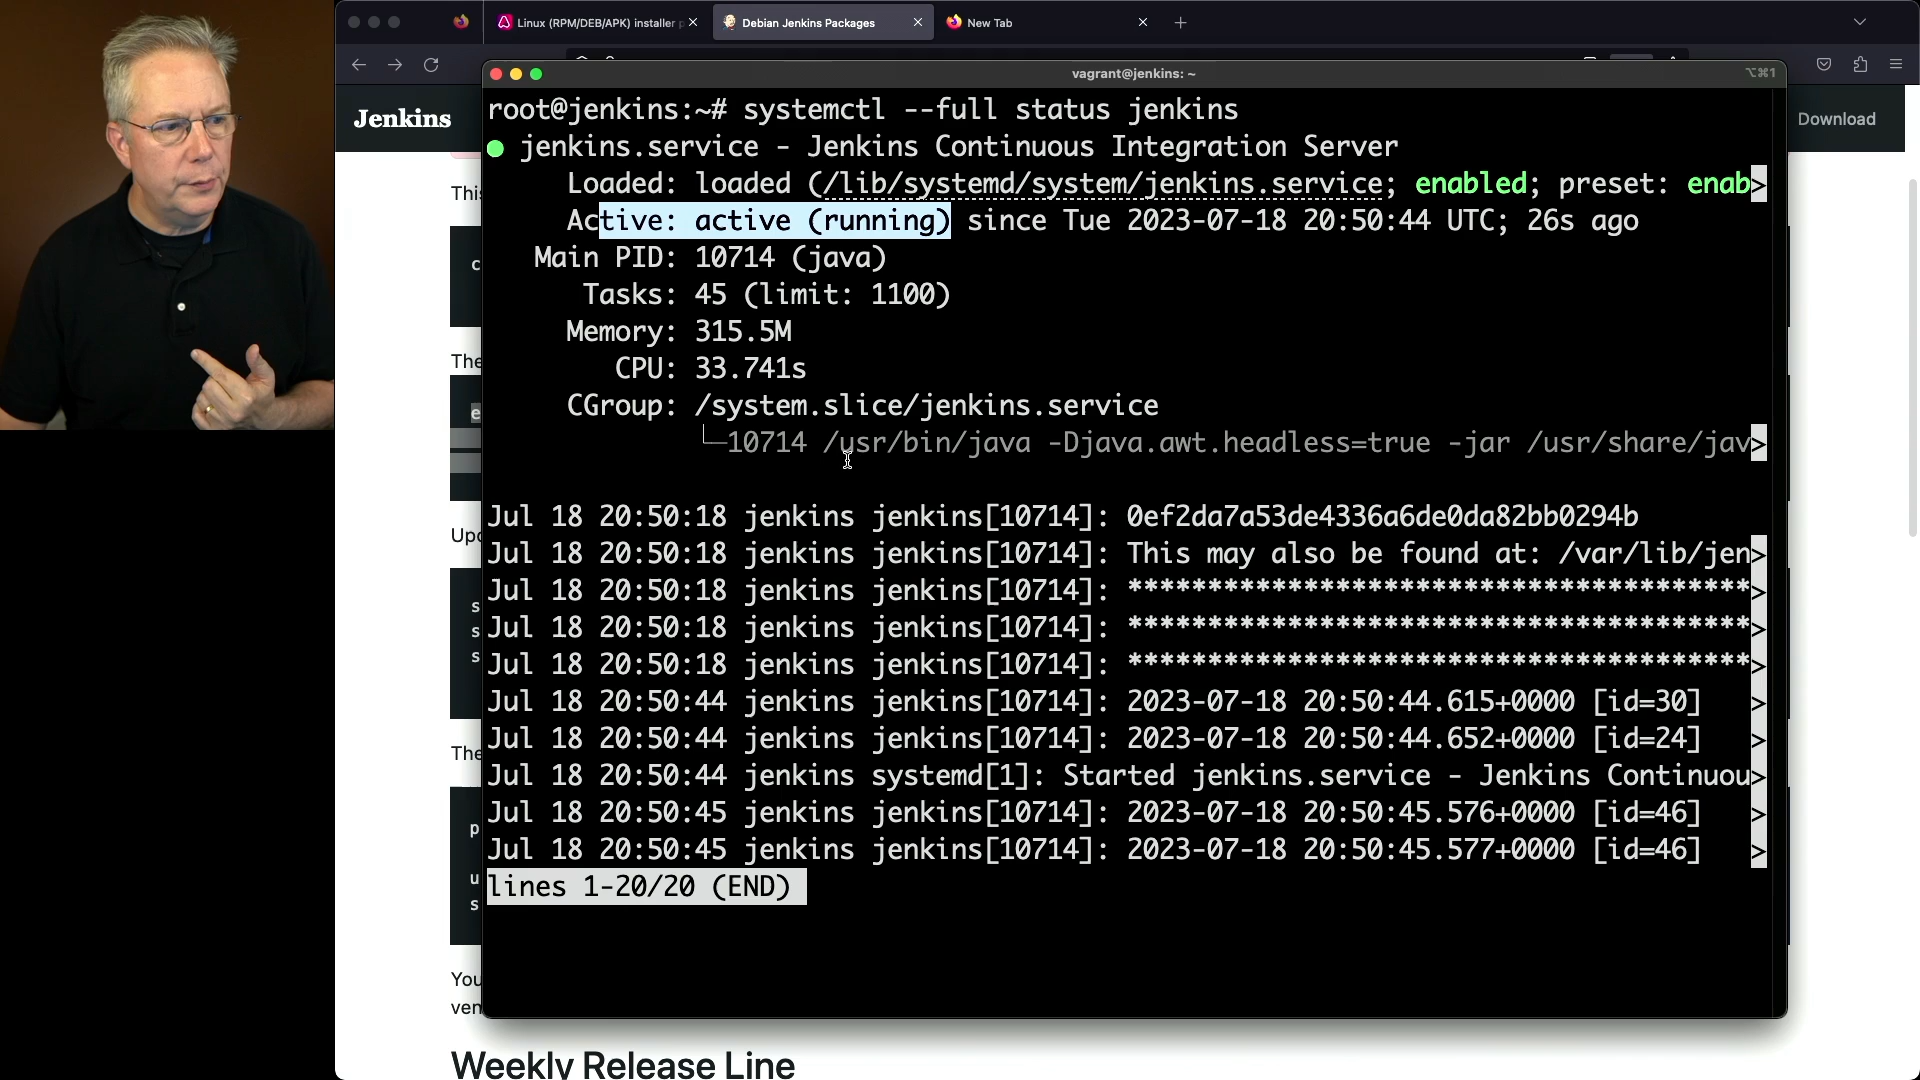 Linux (RPM/DEB/APK) installer p
Debian Jenkins Packages
New Tab
vagrant@jenkins: ~
⌥⌘1
Jenkins
Download
root@jenkins:~# systemctl --full status jenkins
● jenkins.service - Jenkins Continuous Integration Server
Loaded: loaded (/lib/systemd/system/jenkins.service; enabled; preset: enab>
Active: active (running) since Tue 2023-07-18 20:50:44 UTC; 26s ago
Main PID: 10714 (java)
Tasks: 45 (limit: 1100)
Memory: 315.5M
CPU: 33.741s
CGroup: /system.slice/jenkins.service
└─10714 /usr/bin/java -Djava.awt.headless=true -jar /usr/share/jav>
Jul 18 20:50:18 jenkins jenkins[10714]: 0ef2da7a53de4336a6de0da82bb0294b
Jul 18 20:50:18 jenkins jenkins[10714]: This may also be found at: /var/lib/jen>
Jul 18 20:50:18 jenkins jenkins[10714]: ***************************************>
Jul 18 20:50:18 jenkins jenkins[10714]: ***************************************>
Jul 18 20:50:18 jenkins jenkins[10714]: ***************************************>
Jul 18 20:50:44 jenkins jenkins[10714]: 2023-07-18 20:50:44.615+0000 [id=30] >
Jul 18 20:50:44 jenkins jenkins[10714]: 2023-07-18 20:50:44.652+0000 [id=24] >
Jul 18 20:50:44 jenkins systemd[1]: Started jenkins.service - Jenkins Continuou>
Jul 18 20:50:45 jenkins jenkins[10714]: 2023-07-18 20:50:45.576+0000 [id=46] >
Jul 18 20:50:45 jenkins jenkins[10714]: 2023-07-18 20:50:45.577+0000 [id=46] >
lines 1-20/20 (END)
This
c
The
e
Upd
s
s
s
The
p
u
s
You
ven
Weekly Release Line